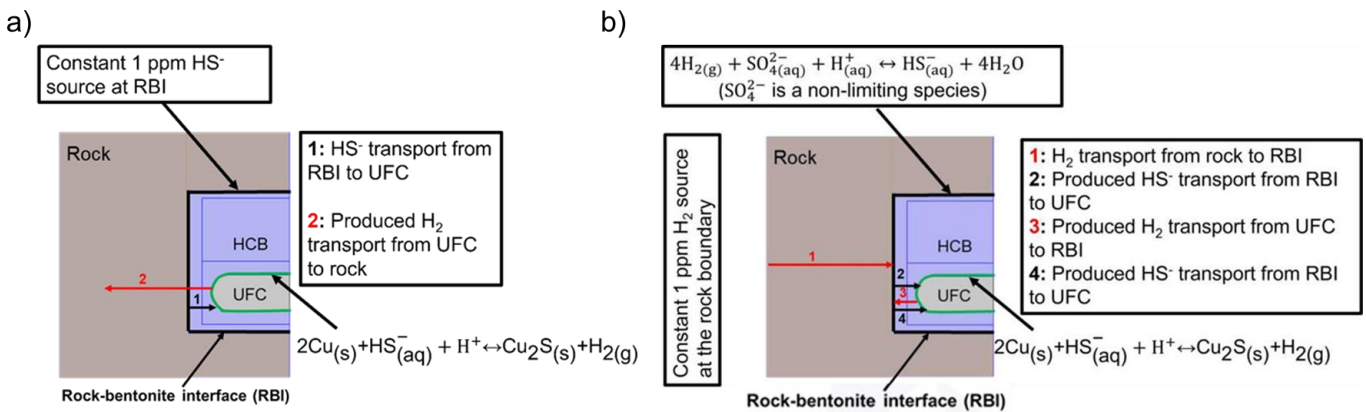 a)
Constant 1 ppm HS⁻
source at RBI
Rock
1: HS⁻ transport from
RBI to UFC
2: Produced H₂
transport from UFC
to rock
HCB
UFC
2
1
2Cu₍s₎+HS⁻₍aq₎ + H⁺↔Cu₂S₍s₎+H₂(g)
Rock-bentonite interface (RBI)
b)
4H₂(g) + SO₄²⁻(aq) + H⁺(aq) ↔ HS⁻(aq) + 4H₂O
(SO₄²⁻ is a non-limiting species)
Constant 1 ppm H₂ source
at the rock boundary
Rock
1: H₂ transport from rock to RBI
2: Produced HS⁻ transport from RBI
to UFC
3: Produced H₂ transport from UFC
to RBI
4: Produced HS⁻ transport from RBI
to UFC
HCB
UFC
1
2
3
4
2Cu(s)+HS⁻(aq) + H⁺↔Cu₂S(s)+H₂(g)
Rock-bentonite interface (RBI)